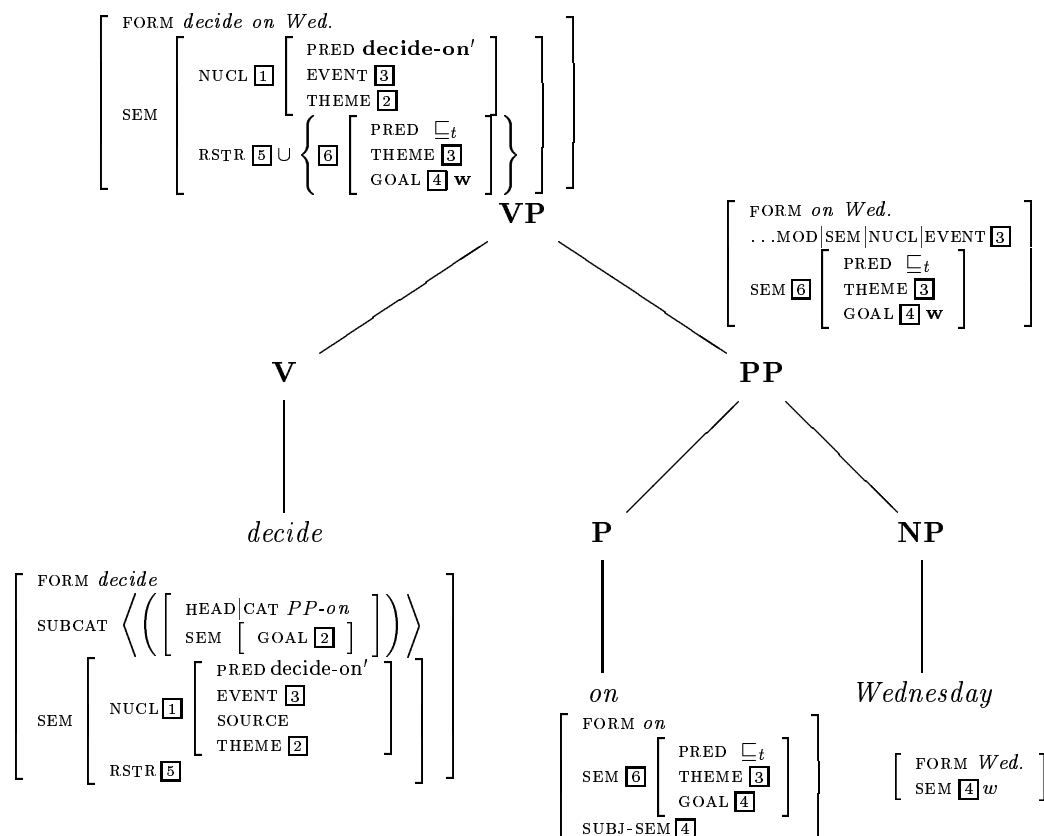 FORM decide on Wed.
SEM
NUCL 1
PRED decide-on′
EVENT 3
THEME 2
RSTR 5 ∪ { 6
PRED ⊑t
THEME 3
GOAL 4 w
}
VP
FORM on Wed.
...MOD|SEM|NUCL|EVENT 3
SEM 6
PRED ⊑t
THEME 3
GOAL 4 w
V
PP
decide
P
NP
FORM decide
SUBCAT ⟨ ( [
HEAD|CAT PP-on
SEM [ GOAL 2 ]
] ) ⟩
SEM
NUCL 1
PRED decide-on′
EVENT 3
SOURCE
THEME 2
RSTR 5
on
Wednesday
FORM on
SEM 6
PRED ⊑t
THEME 3
GOAL 4
SUBJ-SEM 4
FORM Wed.
SEM 4 w